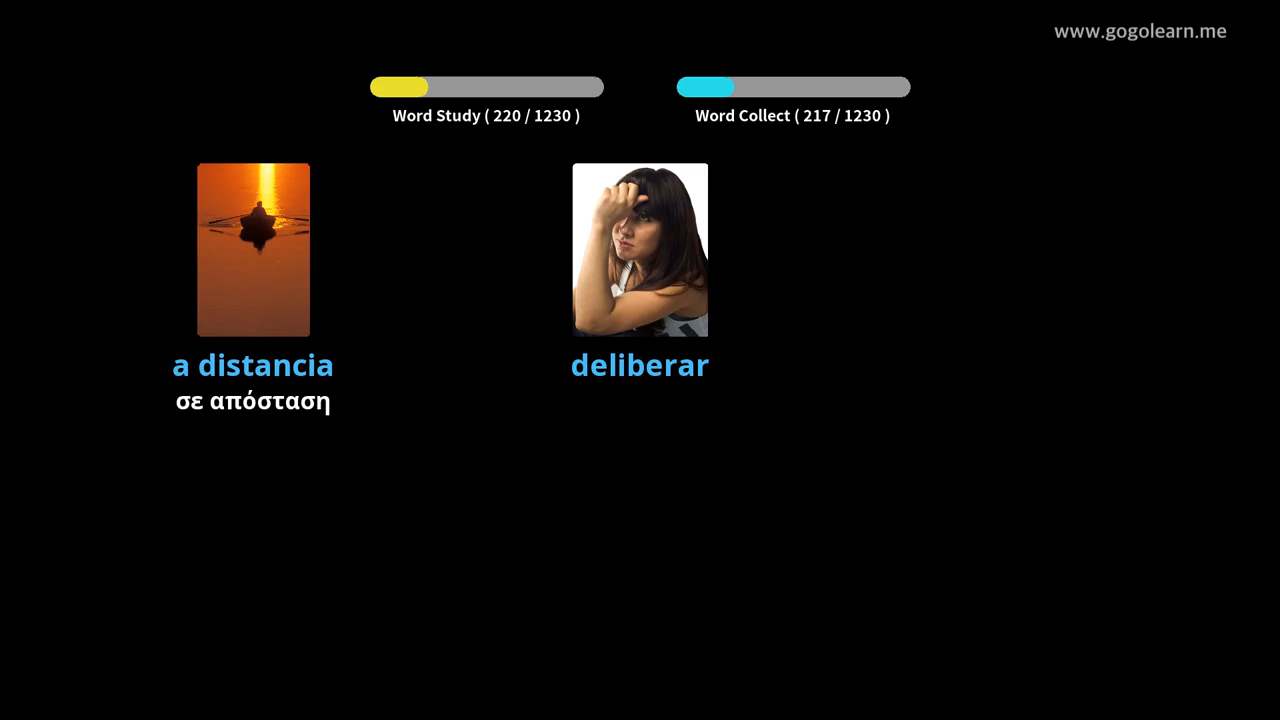 www.gogolearn.me
Word Study ( 220 / 1230 )
Word Collect ( 217 / 1230 )
a distancia
σε απόσταση
deliberar